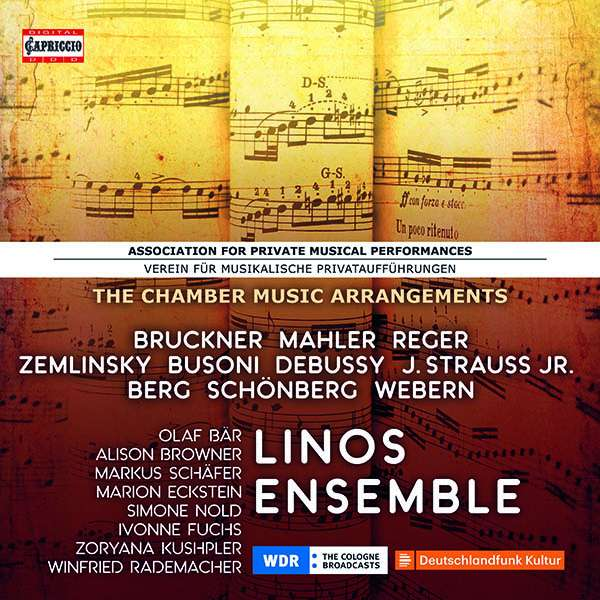 DIGITAL
CAPRICCIO
D D D
D-S.
G-S.
ff con forza e stacc.
Un poco ritenuto
ASSOCIATION FOR PRIVATE MUSICAL PERFORMANCES
VEREIN FÜR MUSIKALISCHE PRIVATAUFFÜHRUNGEN
THE CHAMBER MUSIC ARRANGEMENTS
BRUCKNER MAHLER REGER
ZEMLINSKY BUSONI DEBUSSY J. STRAUSS JR.
BERG SCHÖNBERG WEBERN
OLAF BÄR
ALISON BROWNER
MARKUS SCHÄFER
MARION ECKSTEIN
SIMONE NOLD
IVONNE FUCHS
ZORYANA KUSHPLER
WINFRIED RADEMACHER
LINOS
ENSEMBLE
WDR
THE COLOGNE
BROADCASTS
Deutschlandfunk Kultur